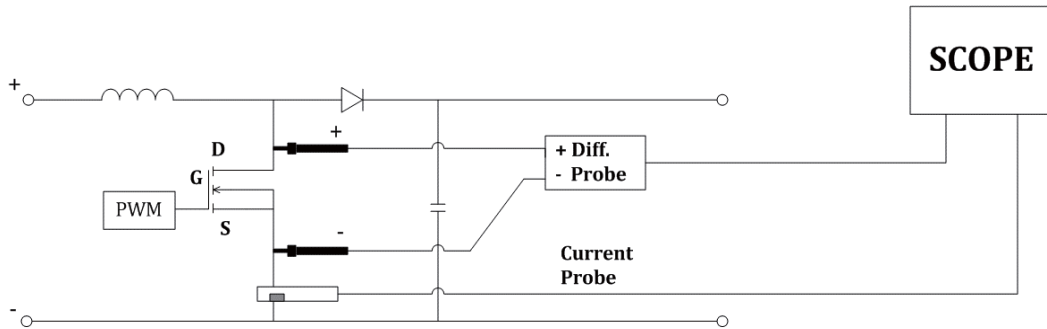 SCOPE
+
+
D
+ Diff.
- Probe
G
PWM
S
-
Current
Probe
-